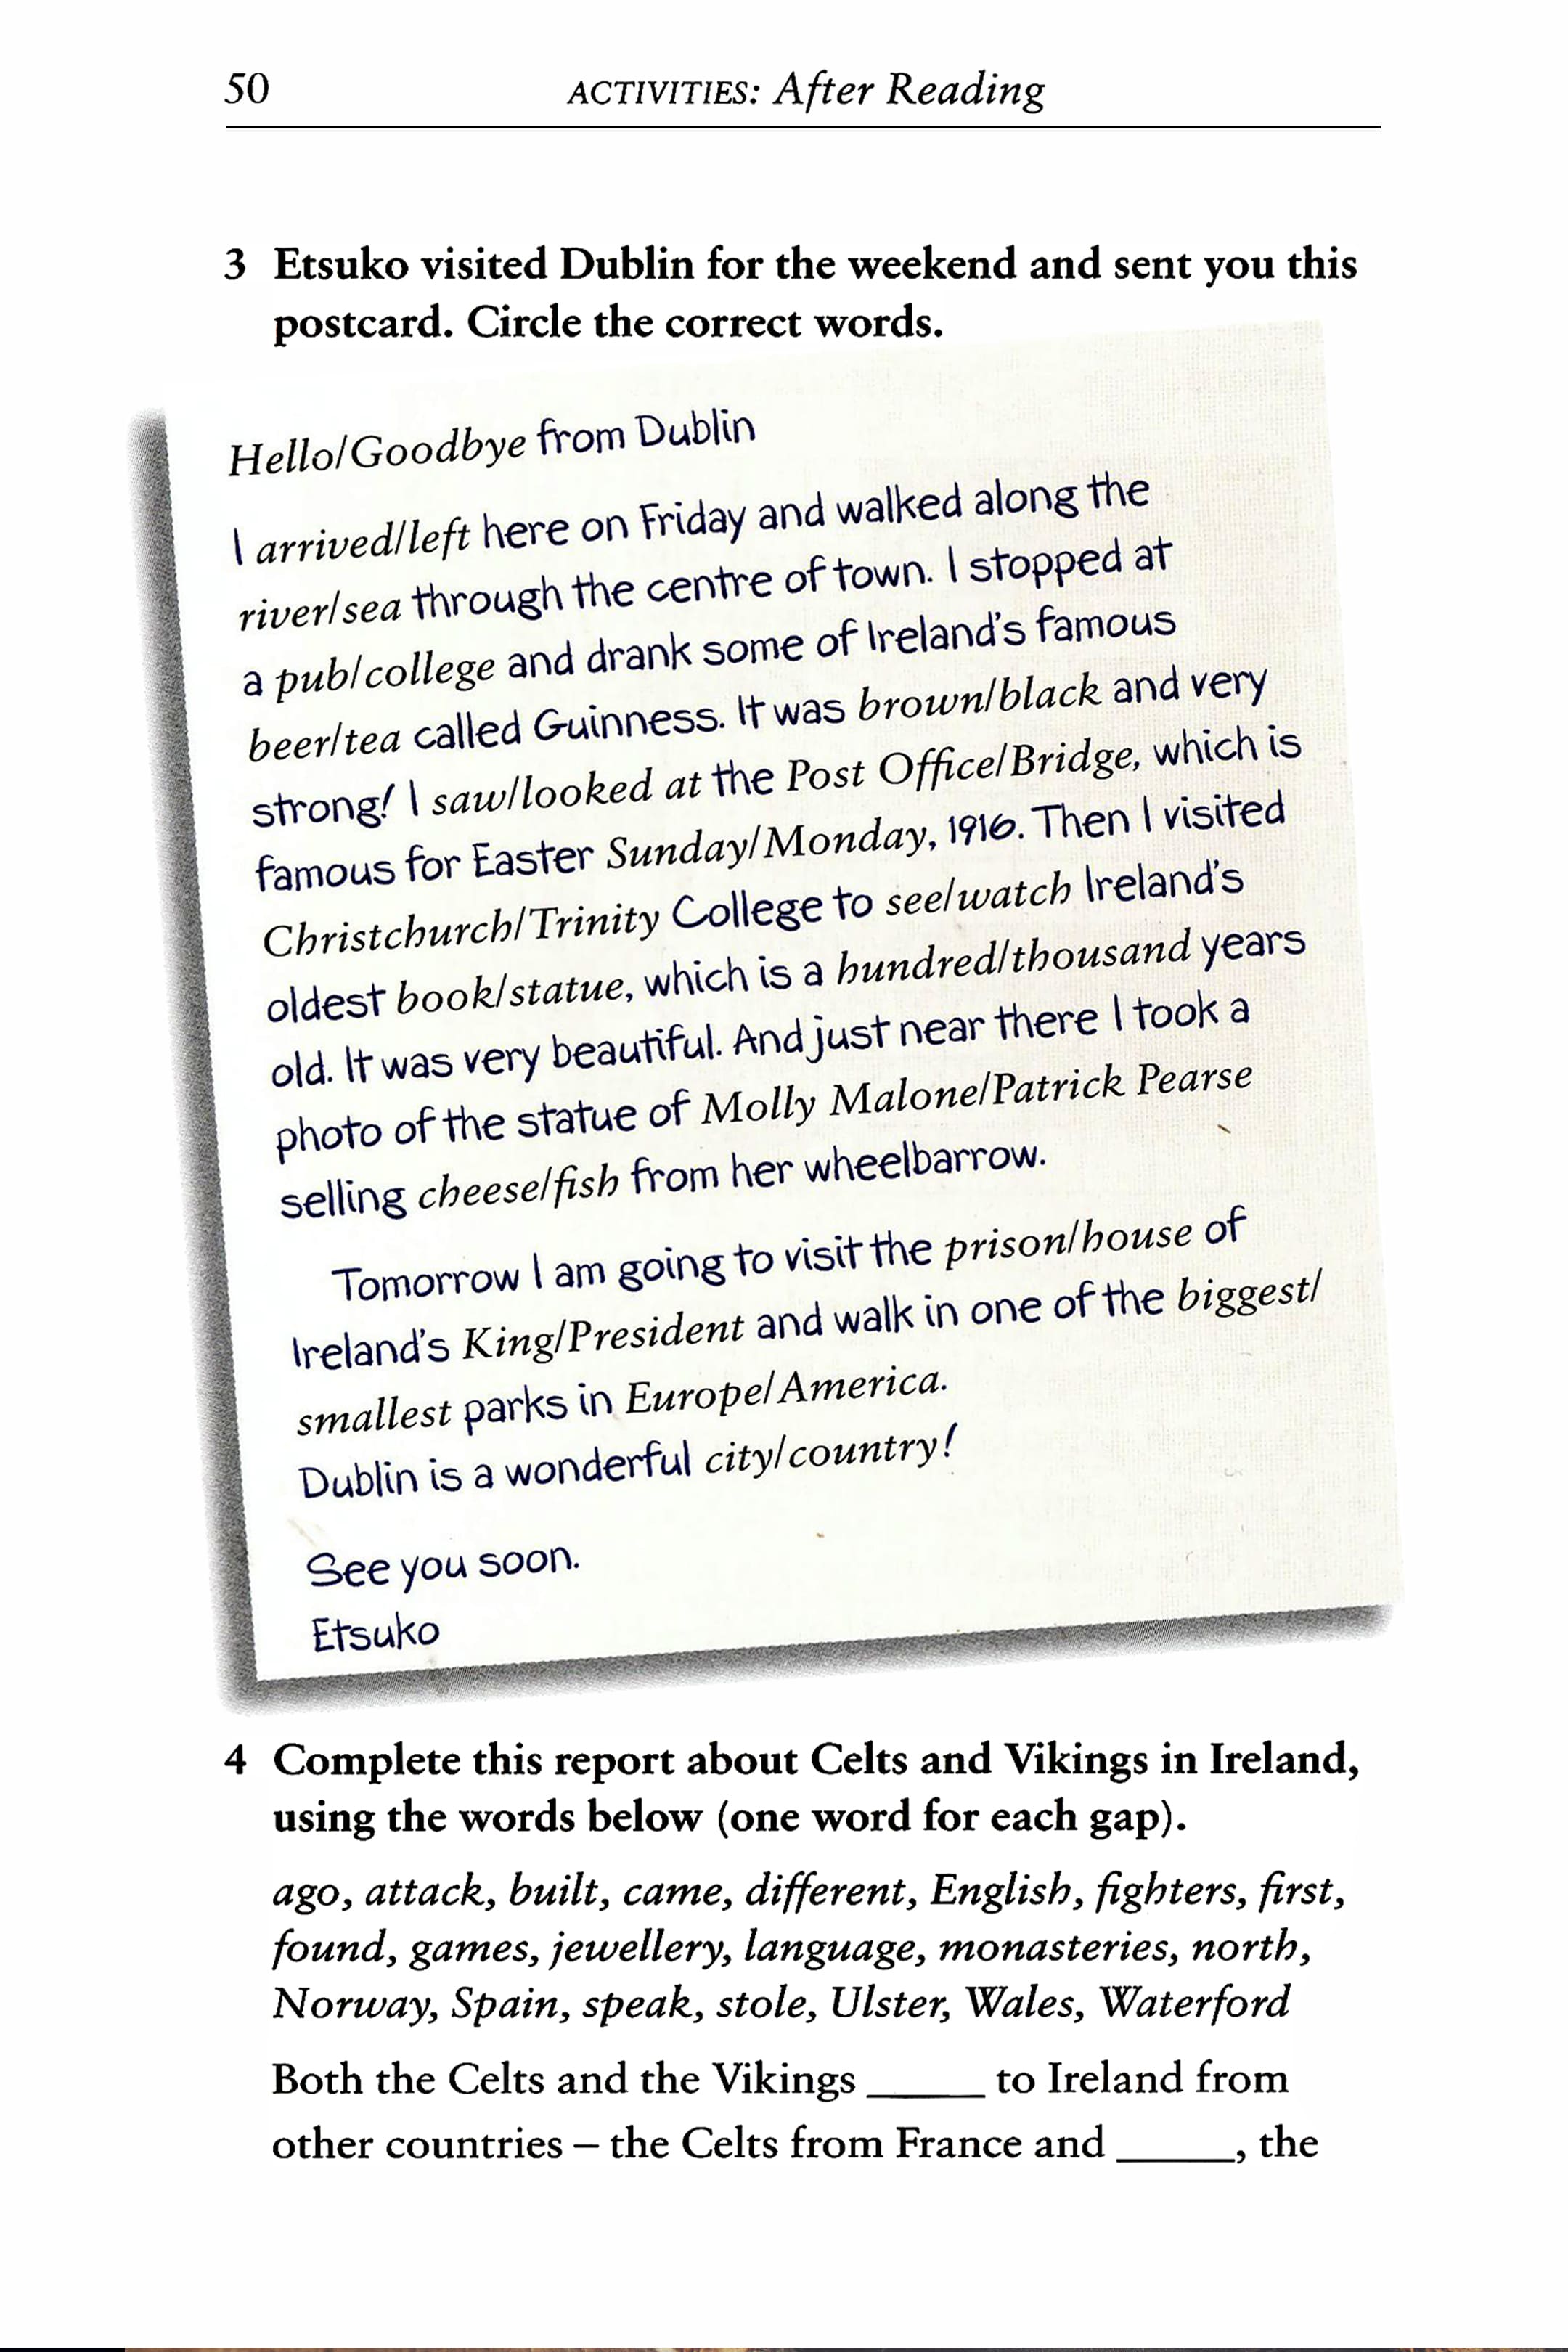 50
ACTIVITIES: After Reading
3 Etsuko visited Dublin for the weekend and sent you this
postcard. Circle the correct words.
Hello/Goodbye from Dublin
I arrived/left here on Friday and walked along the
river/sea through the centre of town. I stopped at
a pub/college and drank some of Ireland's famous
beer/tea called Guinness. It was brown/black and very
strong! I saw/looked at the Post Office/Bridge, which is
famous for Easter Sunday/Monday, 1916. Then I visited
Christchurch/Trinity College to see/watch Ireland's
oldest book/statue, which is a hundred/thousand years
old. It was very beautiful. And just near there I took a
photo of the statue of Molly Malone/Patrick Pearse
selling cheese/fish from her wheelbarrow.
Tomorrow I am going to visit the prison/house of
Ireland's King/President and walk in one of the biggest/
smallest parks in Europe/America.
Dublin is a wonderful city/country!
See you soon.
Etsuko
4 Complete this report about Celts and Vikings in Ireland,
using the words below (one word for each gap).
ago, attack, built, came, different, English, fighters, first,
found, games, jewellery, language, monasteries, north,
Norway, Spain, speak, stole, Ulster, Wales, Waterford
Both the Celts and the Vikings _____ to Ireland from
other countries – the Celts from France and _____, the